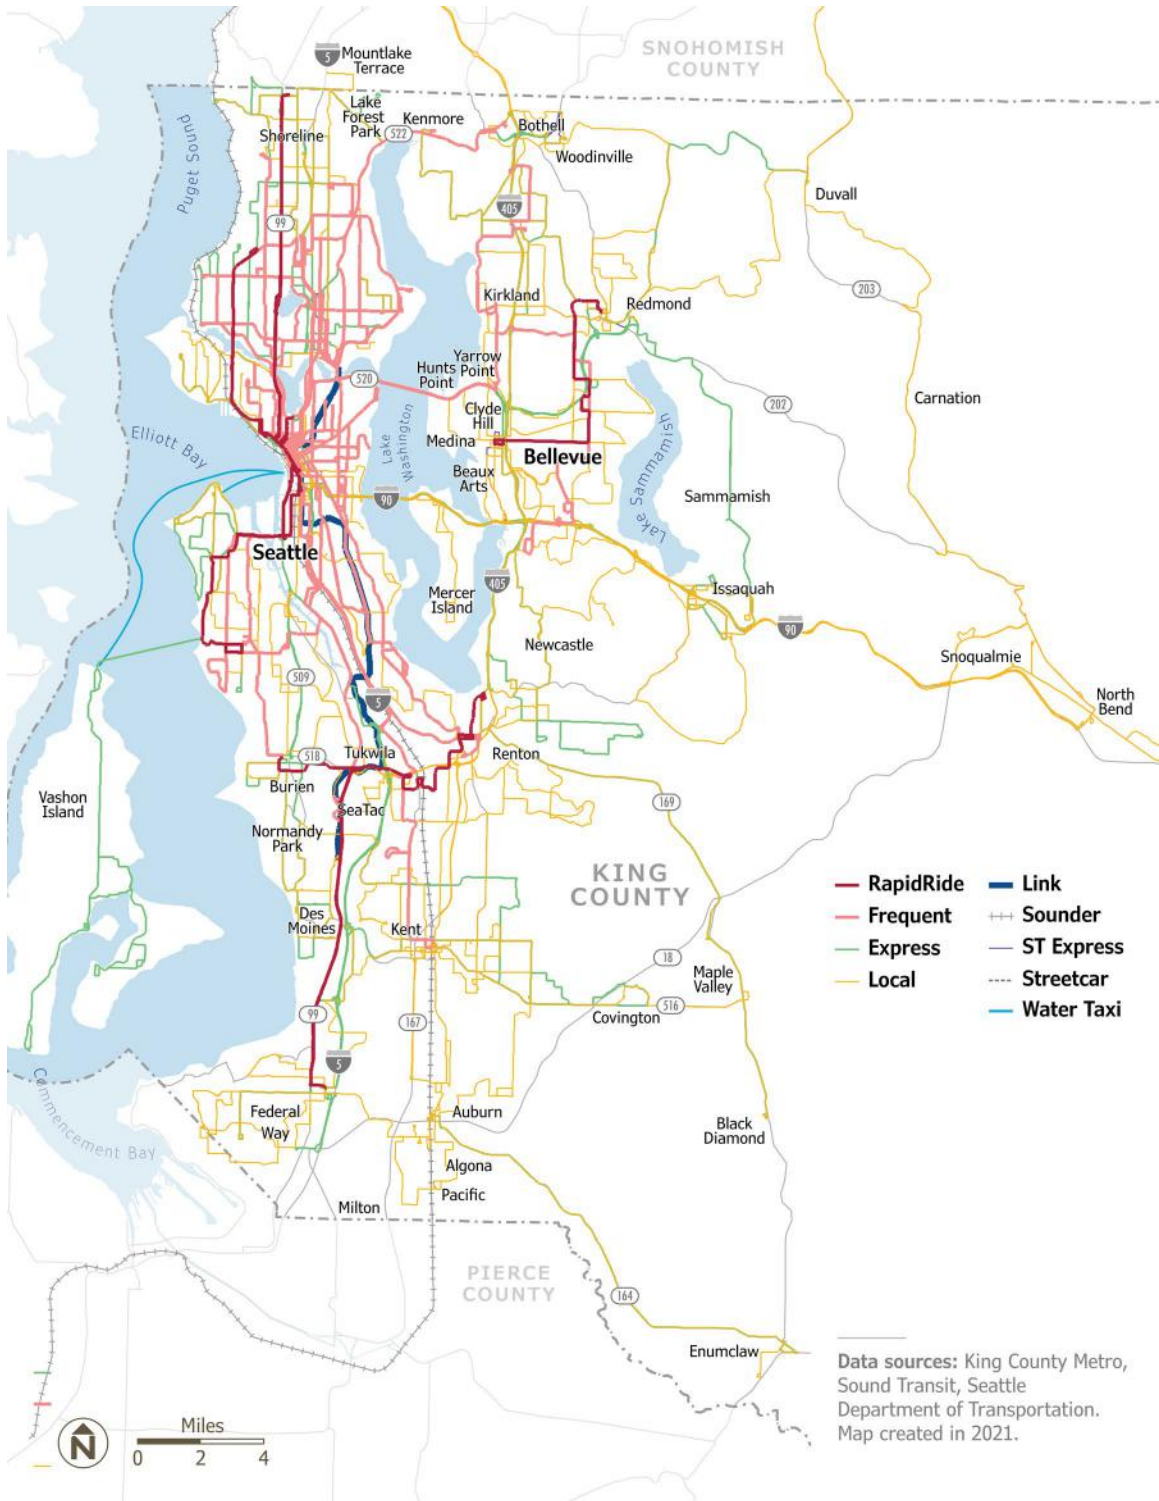 SNOHOMISH
COUNTY
5
Mountlake
Terrace
Lake
Forest
Park
Kenmore
522
Shoreline
Bothell
Woodinville
Puget Sound
Duvall
405
99
203
Kirkland
Redmond
Yarrow
Point
Hunts
Point
520
Carnation
202
Clyde
Hill
Medina
Elliott Bay
Lake
Washington
Bellevue
Beaux
Arts
Lake Sammamish
Sammamish
90
Seattle
405
Issaquah
Mercer
Island
90
Newcastle
Snoqualmie
509
5
North
Bend
518
Tukwila
Renton
Burien
SeaTac
Vashon
Island
169
Normandy
Park
KING
COUNTY
RapidRide
Frequent
Express
Local
Link
Sounder
ST Express
Streetcar
Water Taxi
Des
Moines
Kent
18
Maple
Valley
516
Covington
99
167
5
Commencement Bay
Federal
Way
Auburn
Black
Diamond
Algona
Pacific
Milton
PIERCE
COUNTY
164
Enumclaw
Data sources: King County Metro,
Sound Transit, Seattle
Department of Transportation.
Map created in 2021.
N
Miles
0 2 4